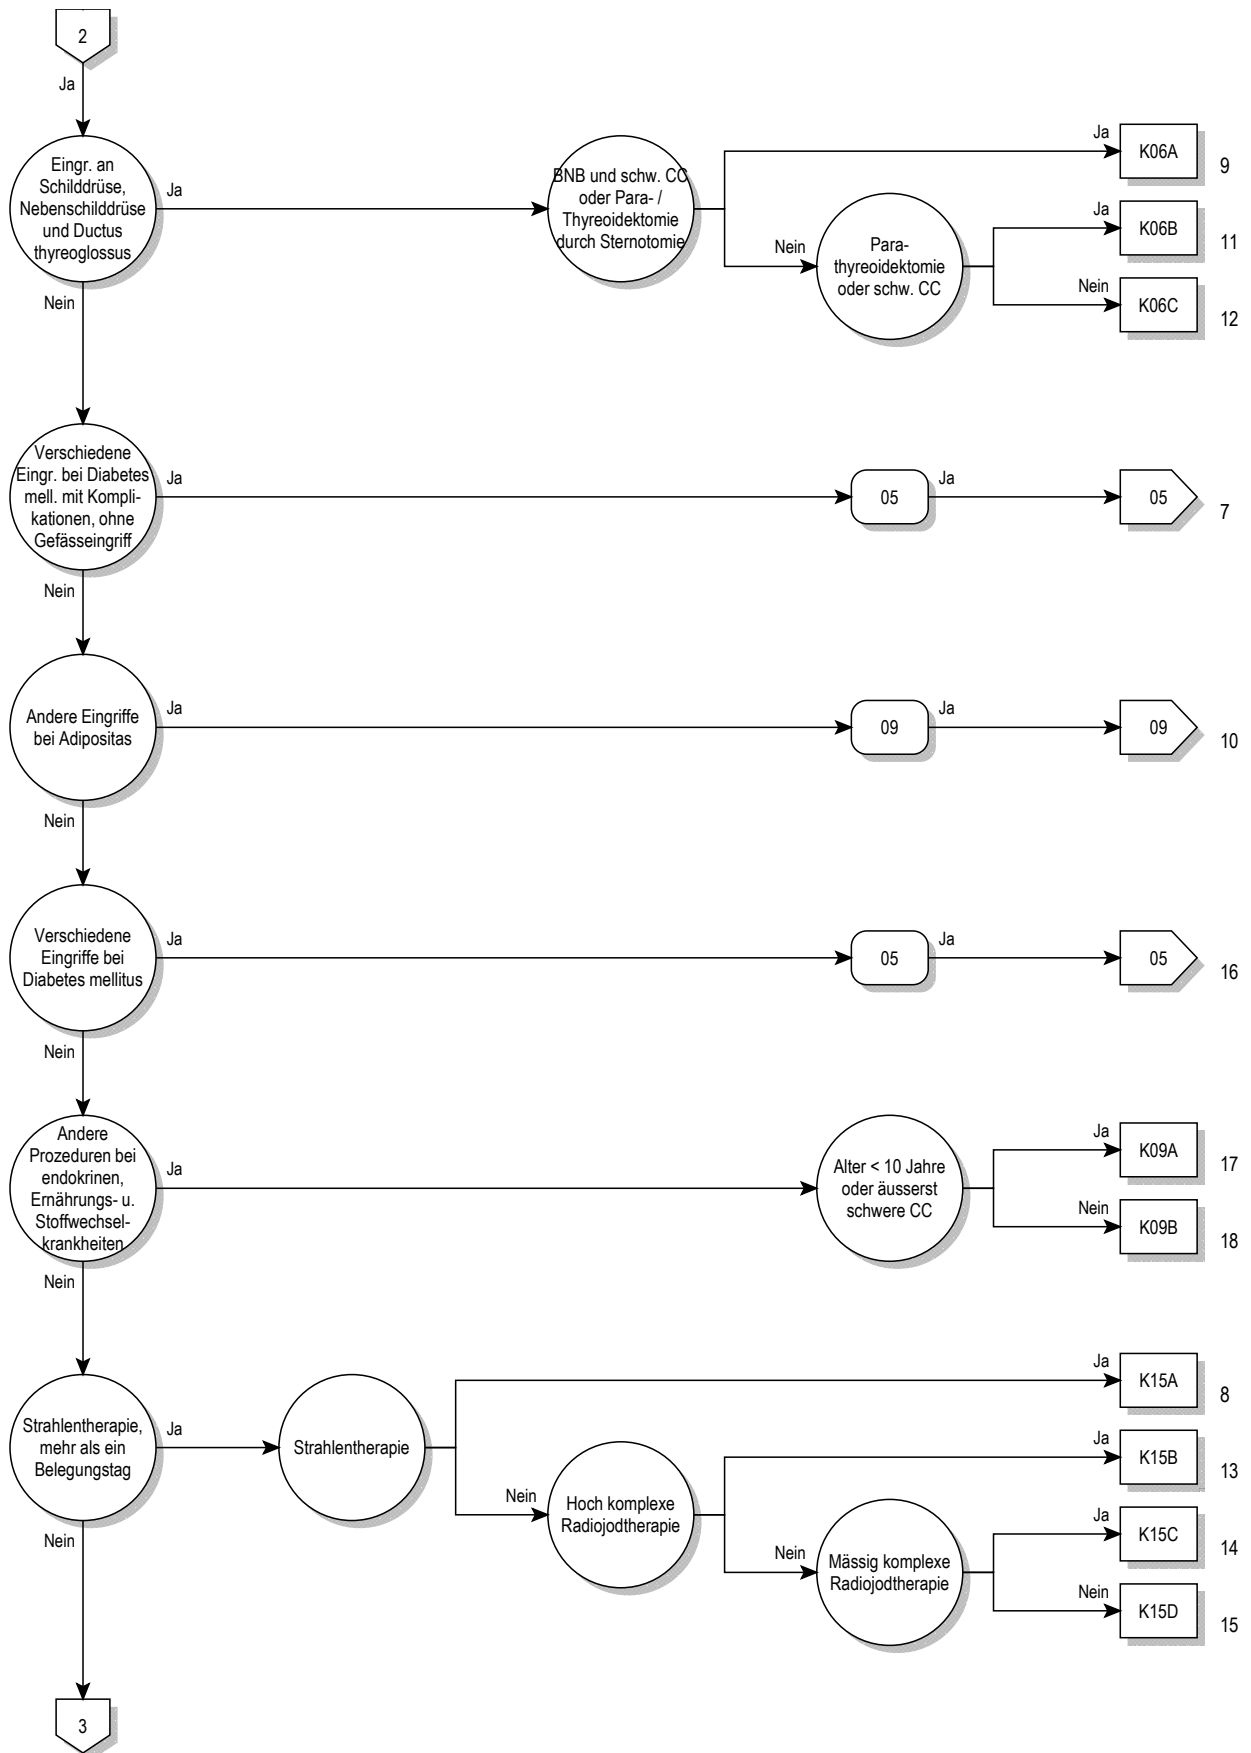 2
Ja
Eingr. an
Schilddrüse,
Nebenschilddrüse
und Ductus
thyreoglossus
Ja
BNB und schw. CC
oder Para- /
Thyreoidektomie
durch Sternotomie
Ja
K06A
9
Nein
Para-
thyreoidektomie
oder schw. CC
Ja
K06B
11
Nein
K06C
12
Nein
Verschiedene
Eingr. bei Diabetes
mell. mit Kompli-
kationen, ohne
Gefässeingriff
Ja
05
Ja
05
7
Nein
Andere Eingriffe
bei Adipositas
Ja
09
Ja
09
10
Nein
Verschiedene
Eingriffe bei
Diabetes mellitus
Ja
05
Ja
05
16
Nein
Andere
Prozeduren bei
endokrinen,
Ernährungs- u.
Stoffwechsel-
krankheiten
Ja
Alter < 10 Jahre
oder äusserst
schwere CC
Ja
K09A
17
Nein
K09B
18
Nein
Strahlentherapie,
mehr als ein
Belegungstag
Ja
Strahlentherapie
Ja
K15A
8
Nein
Hoch komplexe
Radiojodtherapie
Ja
K15B
13
Nein
Mässig komplexe
Radiojodtherapie
Ja
K15C
14
Nein
K15D
15
Nein
3